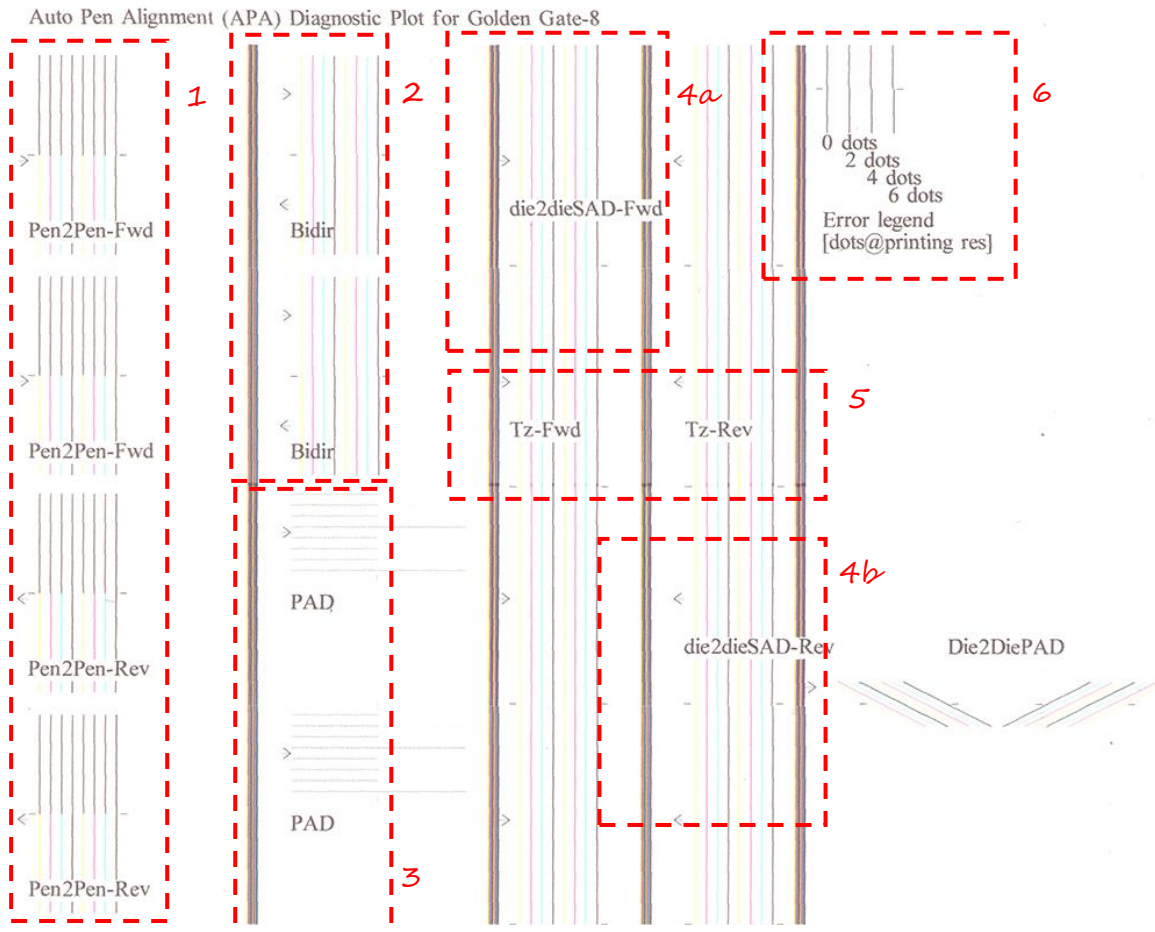 Auto Pen Alignment (APA) Diagnostic Plot for Golden Gate-8
1
2
4a
6
0 dots
2 dots
4 dots
6 dots
Error legend
[dots@printing res]
Pen2Pen-Fwd
Bidir
die2dieSAD-Fwd
5
Pen2Pen-Fwd
Bidir
Tz-Fwd
Tz-Rev
PAD
4b
Pen2Pen-Rev
die2dieSAD-Rev
Die2DiePAD
PAD
3
Pen2Pen-Rev